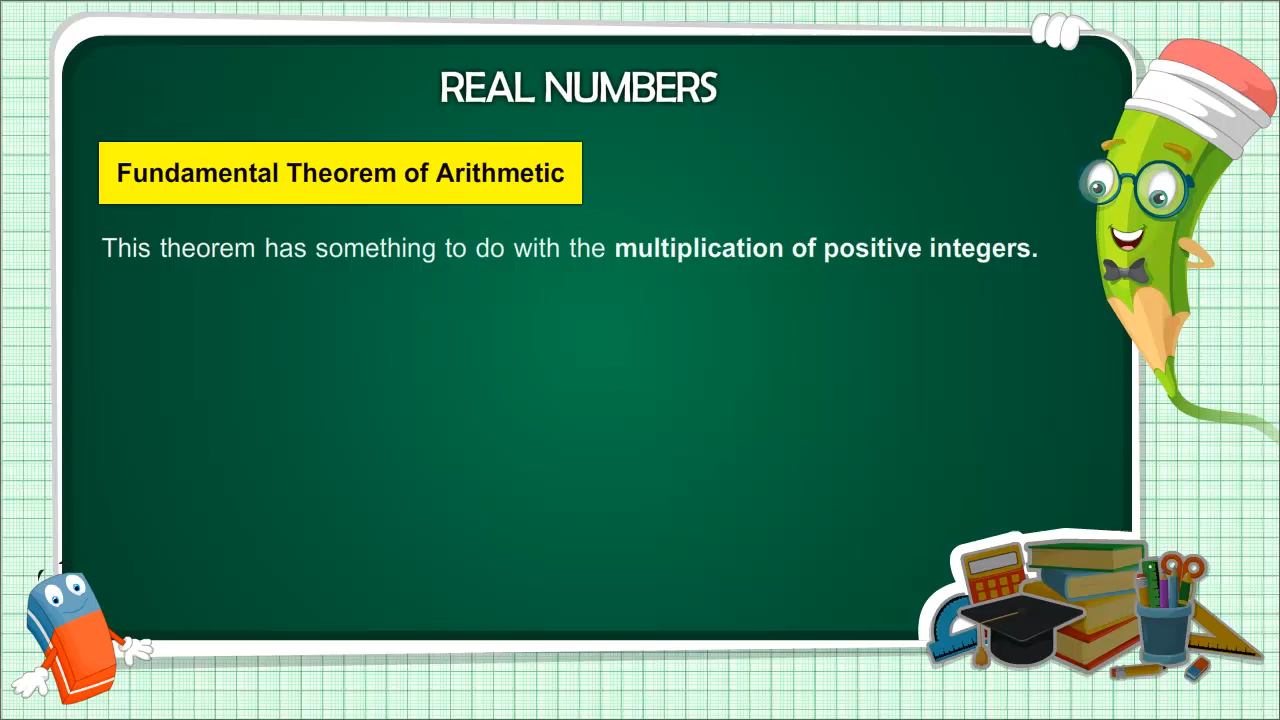 REAL NUMBERS
Fundamental Theorem of Arithmetic
This theorem has something to do with the multiplication of positive integers.